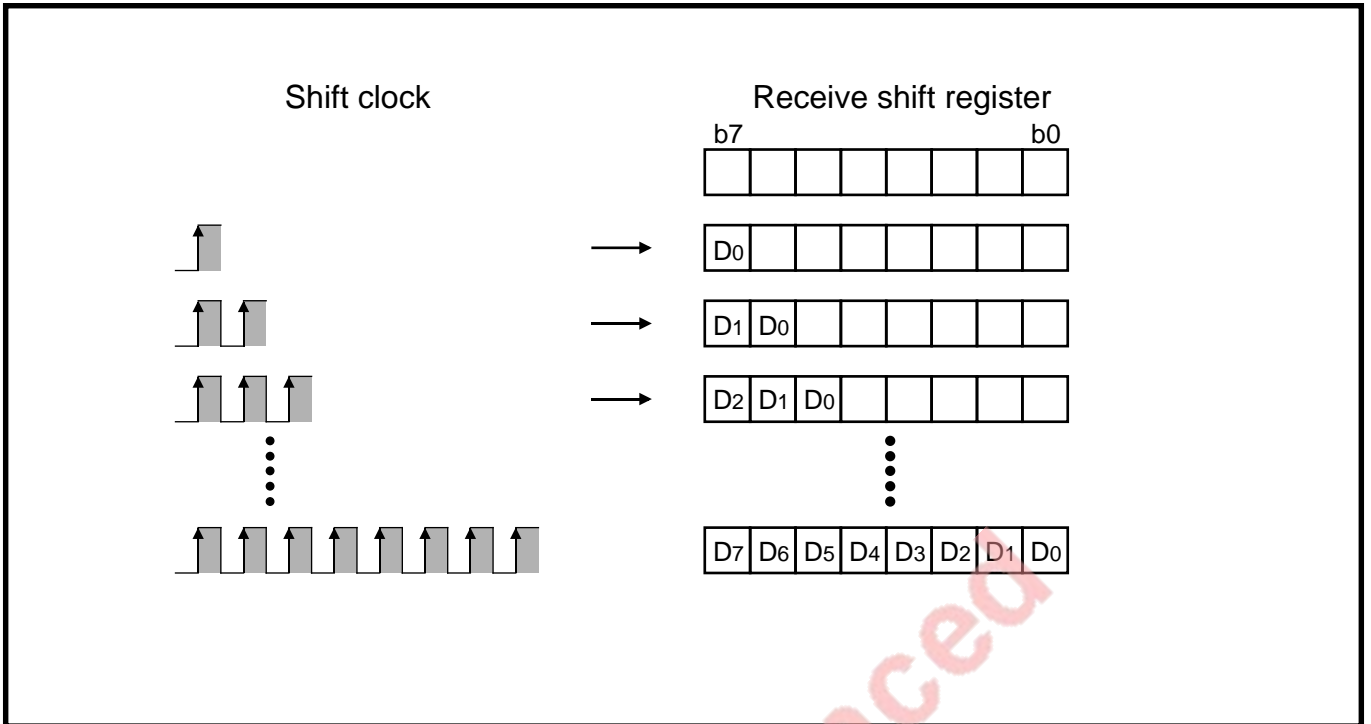 Shift clock
Receive shift register
b7 b0
D0
D1 D0
D2 D1 D0
D7 D6 D5 D4 D3 D2 D1 D0